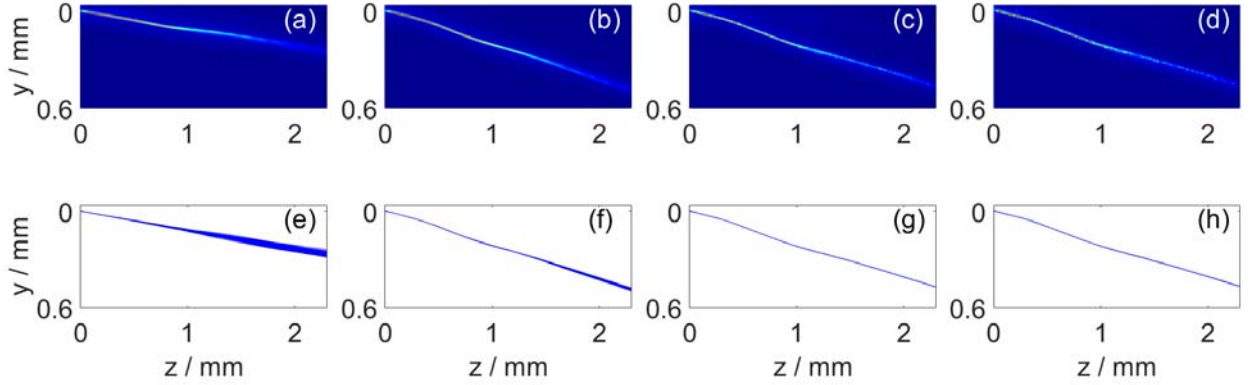 (a) (b) (c) (d)
y / mm
0 0 0 0
0.6 0.6 0.6 0.6
0 1 2 0 1 2 0 1 2 0 1 2
(e) (f) (g) (h)
y / mm
0 0 0 0
0.6 0.6 0.6 0.6
0 1 2 0 1 2 0 1 2 0 1 2
z / mm z / mm z / mm z / mm